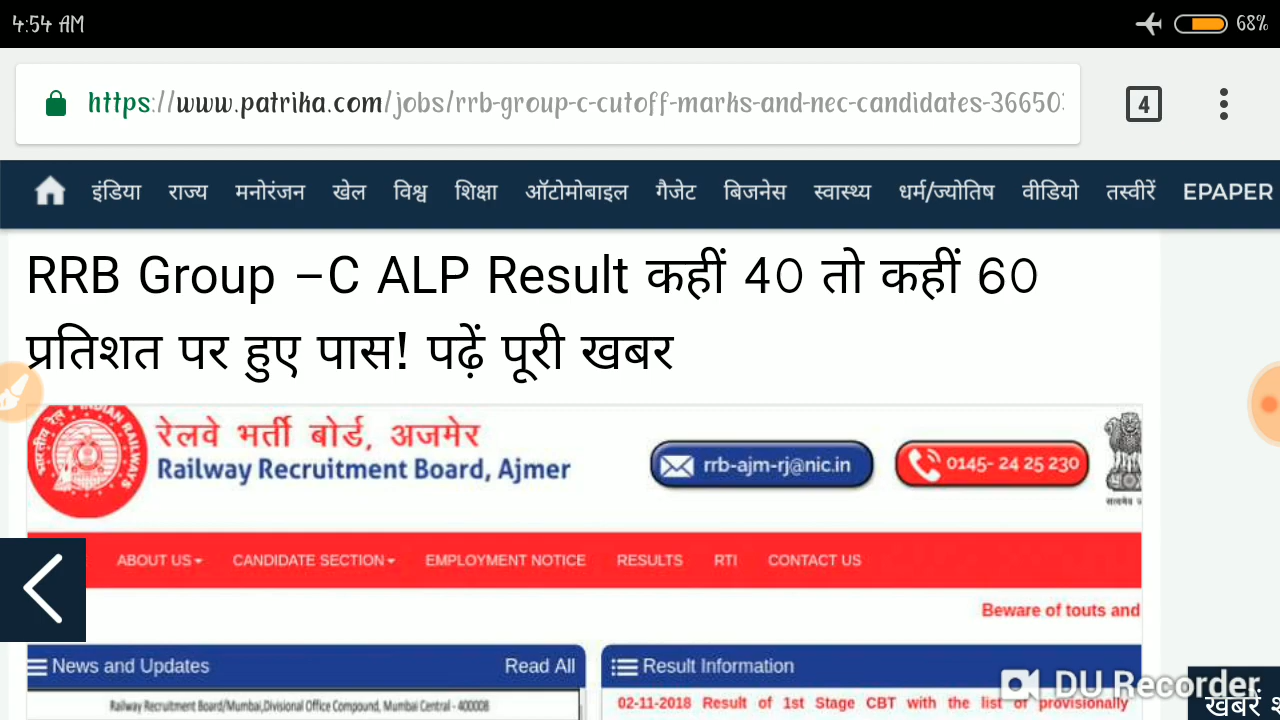 4:54 AM
68%
https://www.patrika.com/jobs/rrb-group-c-cutoff-marks-and-nec-candidates-366503
4
इंडिया राज्य मनोरंजन खेल विश्व शिक्षा ऑटोमोबाइल गैजेट बिजनेस स्वास्थ्य धर्म/ज्योतिष वीडियो तस्वीरें EPAPER
RRB Group –C ALP Result कहीं 40 तो कहीं 60
प्रतिशत पर हुए पास! पढ़ें पूरी खबर
रेलवे भर्ती बोर्ड, अजमेर
Railway Recruitment Board, Ajmer
rrb-ajm-rj@nic.in
0145- 24 25 230
ABOUT US CANDIDATE SECTION EMPLOYMENT NOTICE RESULTS RTI CONTACT US
Beware of touts and
News and Updates Read All
Result Information
Railway Recruitment Board/Mumbai,Divisional Office Compound, Mumbai Central - 400008
02-11-2018 Result of 1st Stage CBT with the list of provisionally
DU Recorder
खबरें